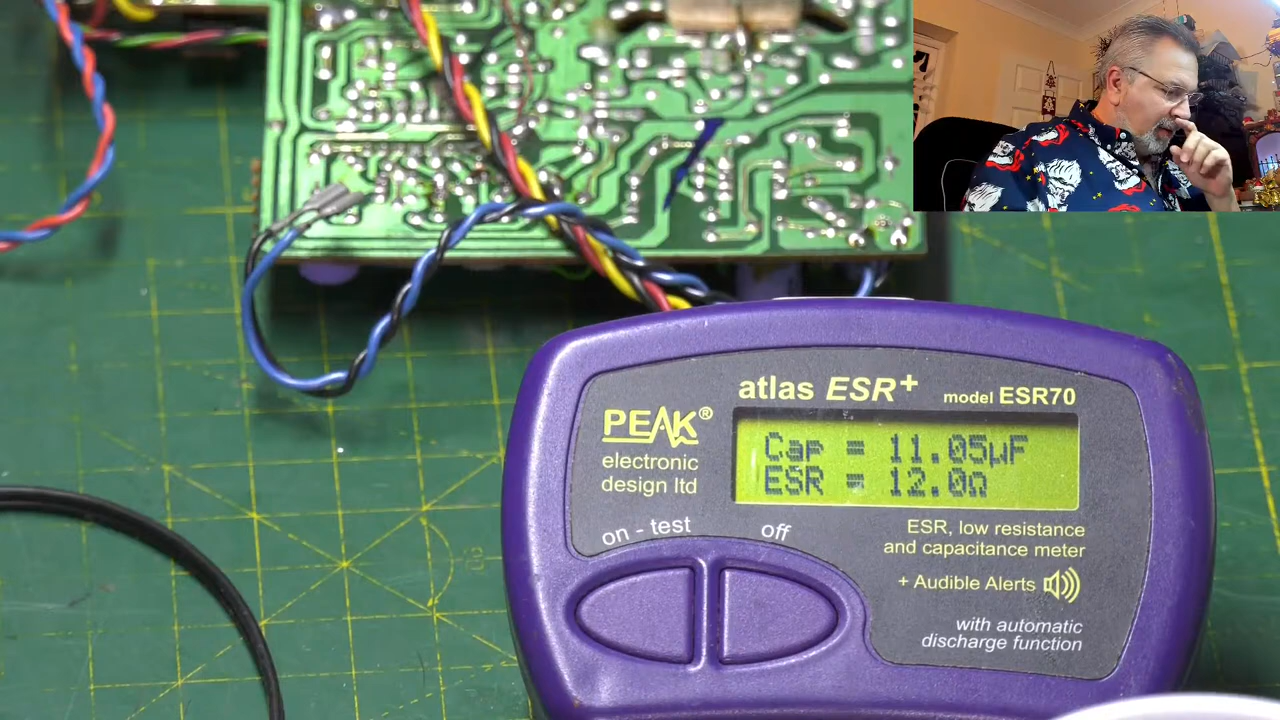 atlas ESR+
model ESR70
PEAK®
electronic
design ltd
Cap = 11.05µF
ESR = 12.0Ω
on - test
off
ESR, low resistance
and capacitance meter
+ Audible Alerts
with automatic
discharge function